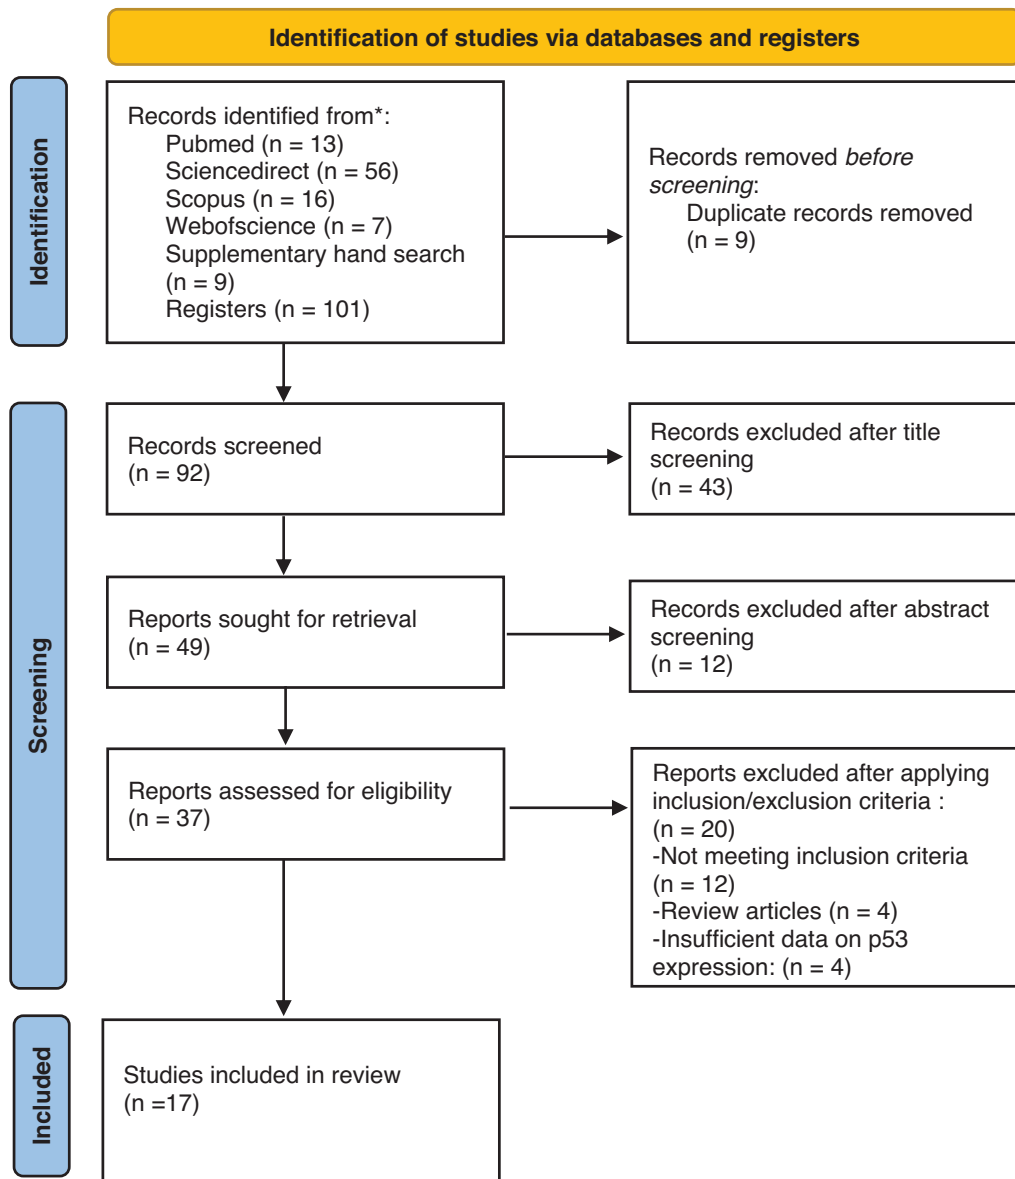 Identification of studies via databases and registers
Identification
Records identified from*:
Pubmed (n = 13)
Sciencedirect (n = 56)
Scopus (n = 16)
Webofscience (n = 7)
Supplementary hand search
(n = 9)
Registers (n = 101)
Records removed before
screening:
Duplicate records removed
(n = 9)
Screening
Records screened
(n = 92)
Records excluded after title
screening
(n = 43)
Reports sought for retrieval
(n = 49)
Records excluded after abstract
screening
(n = 12)
Reports assessed for eligibility
(n = 37)
Reports excluded after applying
inclusion/exclusion criteria :
(n = 20)
-Not meeting inclusion criteria
(n = 12)
-Review articles (n = 4)
-Insufficient data on p53
expression: (n = 4)
Included
Studies included in review
(n =17)